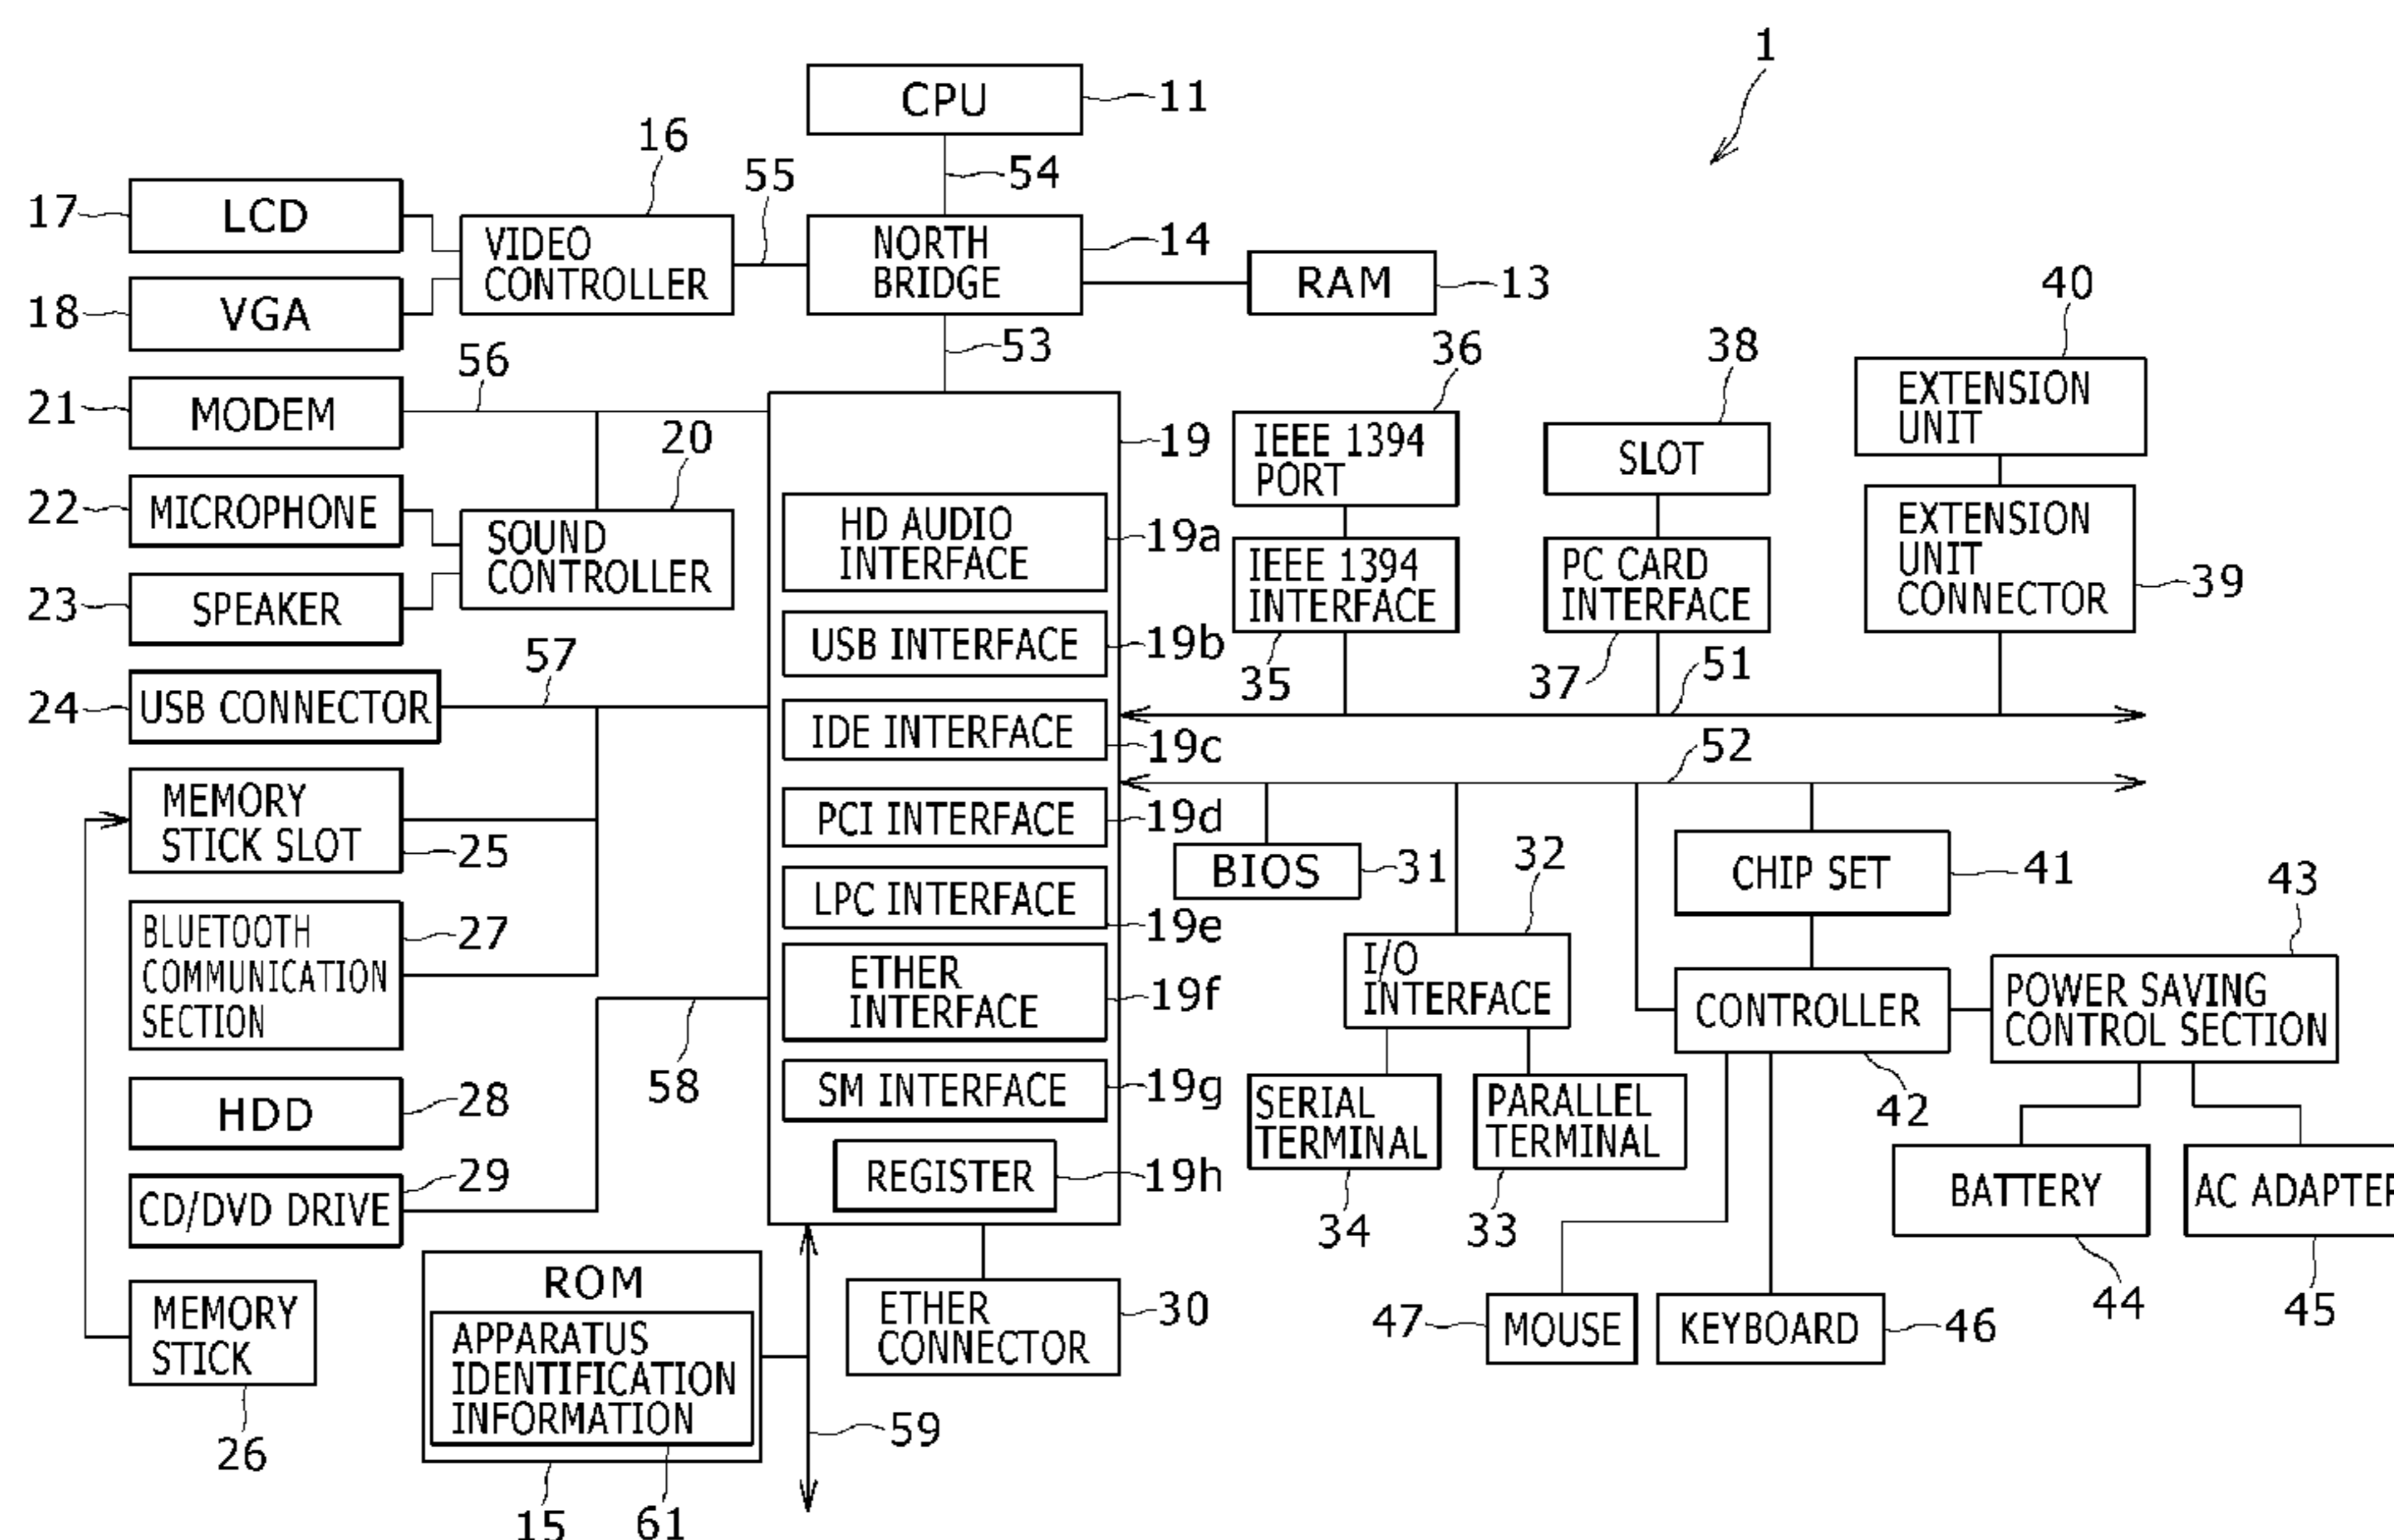 1
CPU
11
16
55
54
17
LCD
VIDEO
CONTROLLER
NORTH
BRIDGE
14
18
VGA
RAM
13
40
56
53
36
38
EXTENSION
UNIT
21
MODEM
20
19
IEEE 1394
PORT
SLOT
22
MICROPHONE
SOUND
CONTROLLER
HD AUDIO
INTERFACE
19a
IEEE 1394
INTERFACE
PC CARD
INTERFACE
EXTENSION
UNIT
CONNECTOR
39
23
SPEAKER
USB INTERFACE
19b
35
37
51
57
24
USB CONNECTOR
IDE INTERFACE
19c
52
MEMORY
STICK SLOT
25
PCI INTERFACE
19d
BIOS
31
32
CHIP SET
41
43
LPC INTERFACE
19e
BLUETOOTH
COMMUNICATION
SECTION
27
ETHER
INTERFACE
19f
I/O
INTERFACE
CONTROLLER
POWER SAVING
CONTROL SECTION
58
42
HDD
28
SM INTERFACE
19g
SERIAL
TERMINAL
PARALLEL
TERMINAL
29
CD/DVD DRIVE
REGISTER
19h
34
33
BATTERY
AC ADAPTER
44
45
MEMORY
STICK
26
ROM
APPARATUS
IDENTIFICATION
INFORMATION
ETHER
CONNECTOR
30
47
MOUSE
KEYBOARD
46
59
15
61